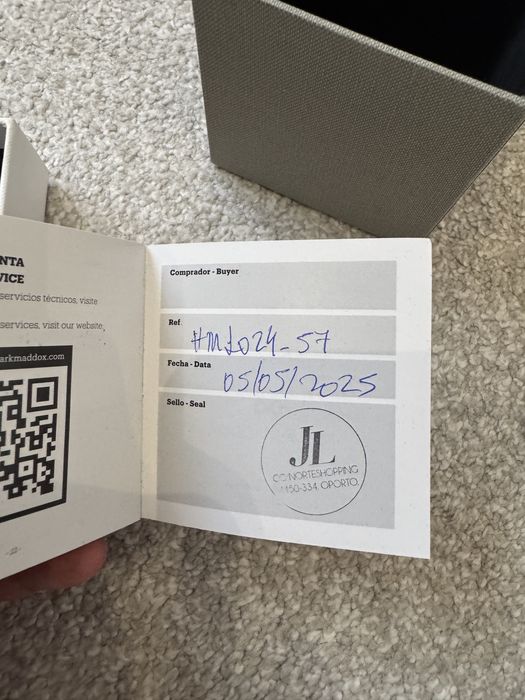 NTA
VICE
servicios técnicos, visite
services, visit our website,
arkmaddox.com
Comprador - Buyer
Ref.
HM1024-57
Fecha - Data
05/05/2025
Sello - Seal
JL
CC NORTESHOPPING
4450-334, OPORTO,